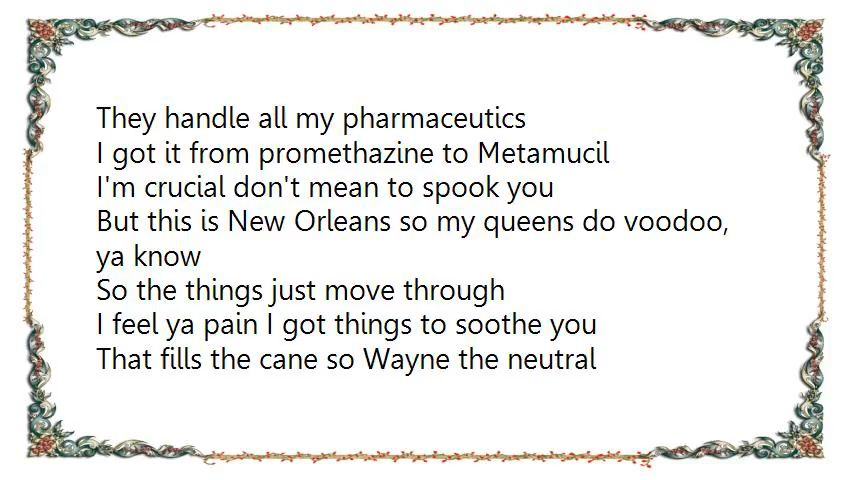 They handle all my pharmaceutics
I got it from promethazine to Metamucil
I'm crucial don't mean to spook you
But this is New Orleans so my queens do voodoo,
ya know
So the things just move through
I feel ya pain I got things to soothe you
That fills the cane so Wayne the neutral